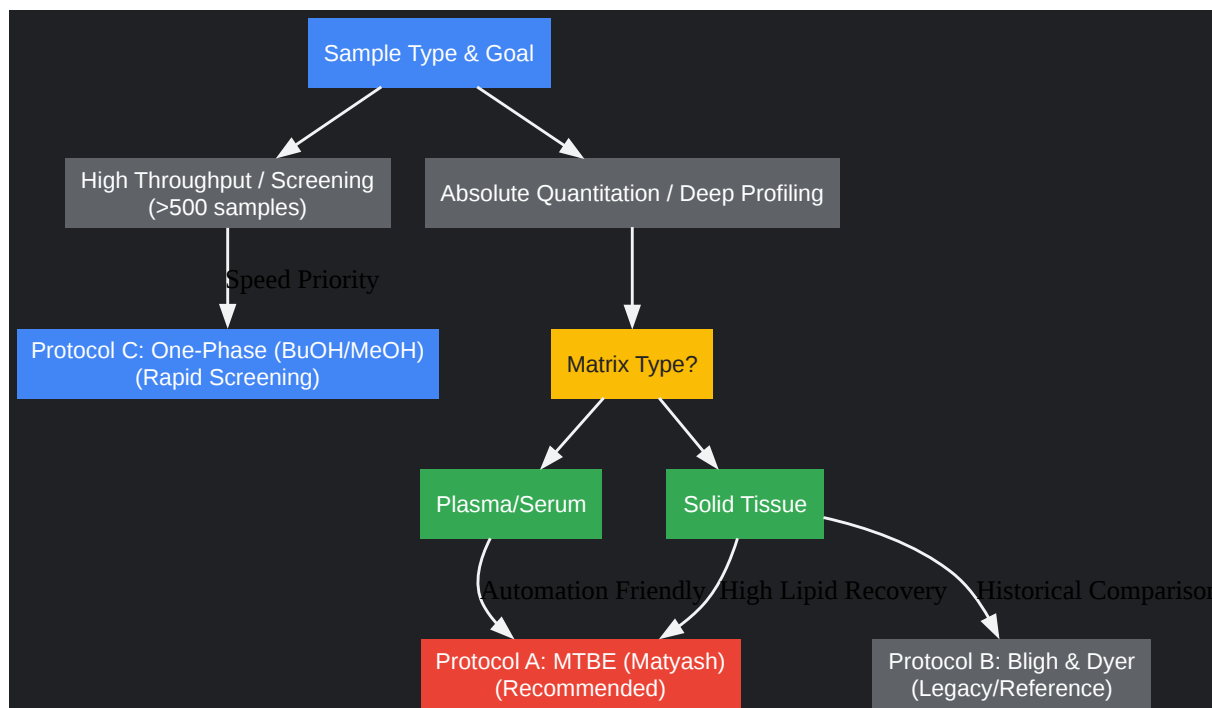 Sample Type & Goal
High Throughput / Screening
(>500 samples)
Absolute Quantitation / Deep Profiling
Speed Priority
Protocol C: One-Phase (BuOH/MeOH)
(Rapid Screening)
Matrix Type?
Plasma/Serum
Solid Tissue
Automation Friendly
High Lipid Recovery
Historical Comparison
Protocol A: MTBE (Matyash)
(Recommended)
Protocol B: Bligh & Dyer
(Legacy/Reference)